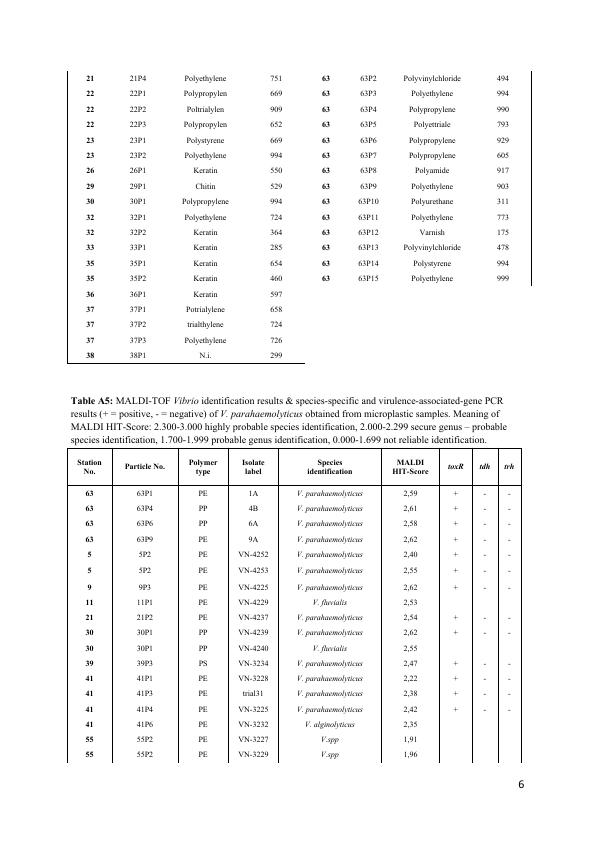 21 21P4 Polyethylene 751 63 63P2 Polyvinylchloride 494
22 22P1 Polypropylen 669 63 63P3 Polyethylene 994
22 22P2 Poltrialylen 909 63 63P4 Polypropylene 990
22 22P3 Polypropylen 652 63 63P5 Polyettriale 793
23 23P1 Polystyrene 669 63 63P6 Polypropylene 929
23 23P2 Polyethylene 994 63 63P7 Polypropylene 605
26 26P1 Keratin 550 63 63P8 Polyamide 917
29 29P1 Chitin 529 63 63P9 Polyethylene 903
30 30P1 Polypropylene 994 63 63P10 Polyurethane 311
32 32P1 Polyethylene 724 63 63P11 Polyethylene 773
32 32P2 Keratin 364 63 63P12 Varnish 175
33 33P1 Keratin 285 63 63P13 Polyvinylchloride 478
35 35P1 Keratin 654 63 63P14 Polystyrene 994
35 35P2 Keratin 460 63 63P15 Polyethylene 999
36 36P1 Keratin 597
37 37P1 Potrialylene 658
37 37P2 trialthylene 724
37 37P3 Polyethylene 726
38 38P1 N.i. 299
Table A5: MALDI-TOF Vibrio identification results & species-specific and virulence-associated-gene PCR
results (+ = positive, - = negative) of V. parahaemolyticus obtained from microplastic samples. Meaning of
MALDI HIT-Score: 2.300-3.000 highly probable species identification, 2.000-2.299 secure genus – probable
species identification, 1.700-1.999 probable genus identification, 0.000-1.699 not reliable identification.
Station No. Particle No. Polymer type Isolate label Species identification MALDI HIT-Score toxR tdh trh
63 63P1 PE 1A V. parahaemolyticus 2,59 + - -
63 63P4 PP 4B V. parahaemolyticus 2,61 + - -
63 63P6 PP 6A V. parahaemolyticus 2,58 + - -
63 63P9 PE 9A V. parahaemolyticus 2,62 + - -
5 5P2 PE VN-4252 V. parahaemolyticus 2,40 + - -
5 5P2 PE VN-4253 V. parahaemolyticus 2,55 + - -
9 9P3 PE VN-4225 V. parahaemolyticus 2,62 + - -
11 11P1 PE VN-4229 V. fluvialis 2,53
21 21P2 PE VN-4237 V. parahaemolyticus 2,54 + - -
30 30P1 PP VN-4239 V. parahaemolyticus 2,62 + - -
30 30P1 PP VN-4240 V. fluvialis 2,55
39 39P3 PS VN-3234 V. parahaemolyticus 2,47 + - -
41 41P1 PE VN-3228 V. parahaemolyticus 2,22 + - -
41 41P3 PE trial31 V. parahaemolyticus 2,38 + - -
41 41P4 PE VN-3225 V. parahaemolyticus 2,42 + - -
41 41P6 PE VN-3232 V. alginolyticus 2,35
55 55P2 PE VN-3227 V.spp 1,91
55 55P2 PE VN-3229 V.spp 1,96
6